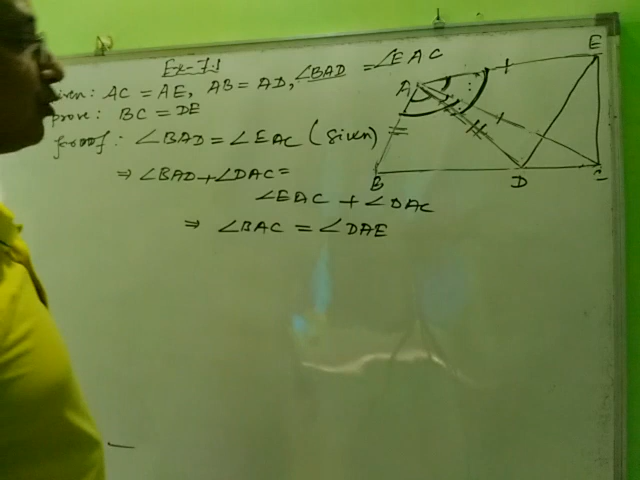 Ex-7.1
Given: AC = AE, AB = AD, ∠BAD = ∠EAC
prove: BC = DE
Proof: ∠BAD = ∠EAC (Given)
⇒ ∠BAD + ∠DAC =
∠EAC + ∠DAC
⇒ ∠BAC = ∠DAE
E
A
B
D
C